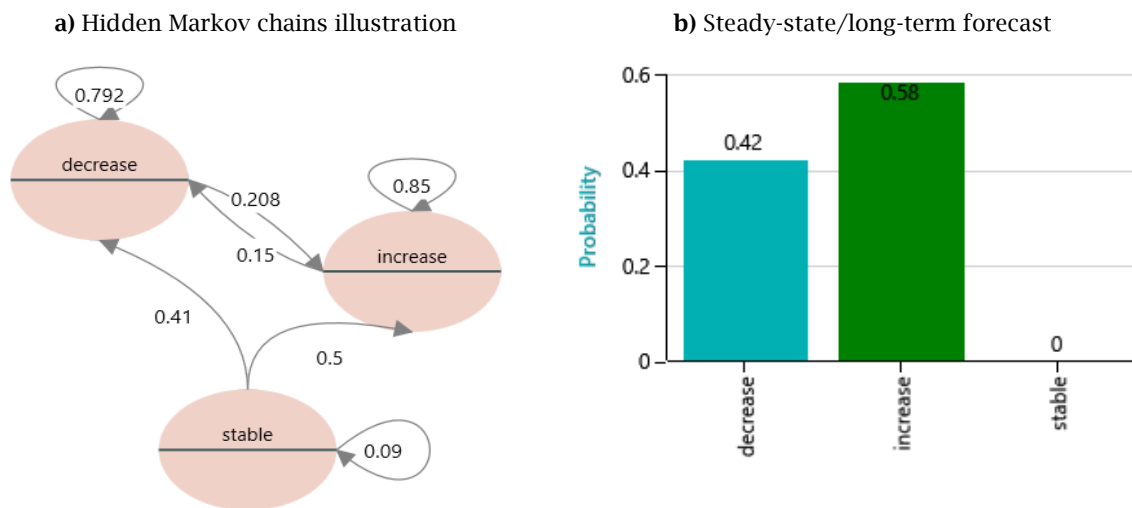 a) Hidden Markov chains illustration
0.792
decrease
0.208
0.15
0.85
increase
0.41
0.5
stable
0.09
b) Steady-state/long-term forecast
Probability
0.6
0.4
0.2
0
0.42
0.58
0
decrease
increase
stable